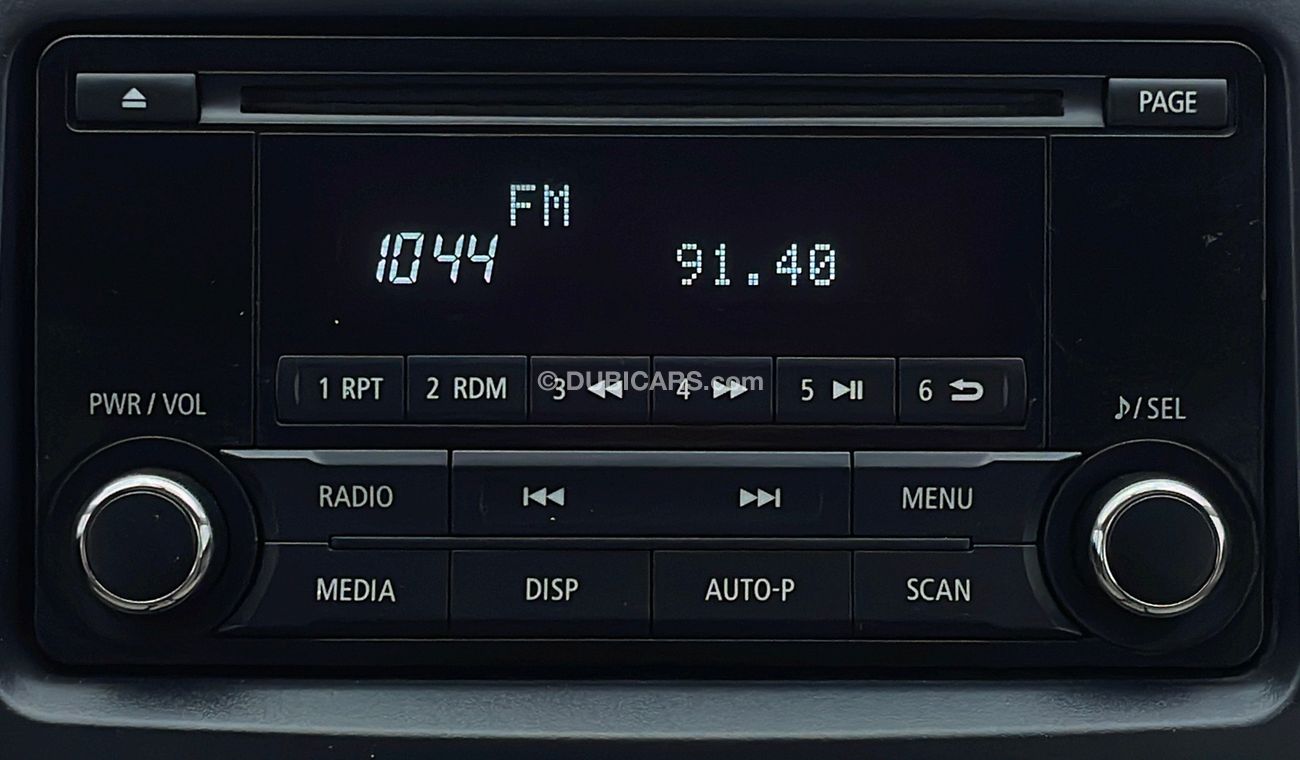 PAGE
FM
1044 91.40
1 RPT 2 RDM 3 4 5 6
© DUBICARS.com
PWR / VOL
/ SEL
RADIO MENU
MEDIA DISP AUTO-P SCAN